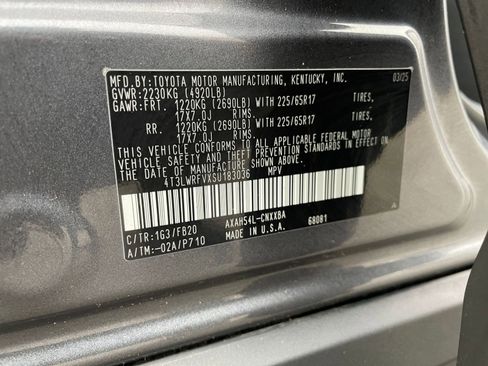 MFD.BY:TOYOTA MOTOR MANUFACTURING, KENTUCKY, INC. 03/25
GVWR:2230KG (4920LB)
GAWR:FRT. 1220KG (2690LB) WITH 225/65R17 TIRES,
17X7.0J RIMS.
RR. 1220KG (2690LB) WITH 225/65R17 TIRES,
17X7.0J RIMS.
THIS VEHICLE CONFORMS TO ALL APPLICABLE FEDERAL MOTOR
VEHICLE SAFETY AND THEFT PREVENTION STANDARDS IN EFFECT ON
THE DATE OF MANUFACTURE SHOWN ABOVE.
4T3LWRFVXSU183036 MPV
C/TR:1G3/FB20 AXAH54L-CNXXBA 68081
A/TM:-02A/P710 MADE IN U.S.A.